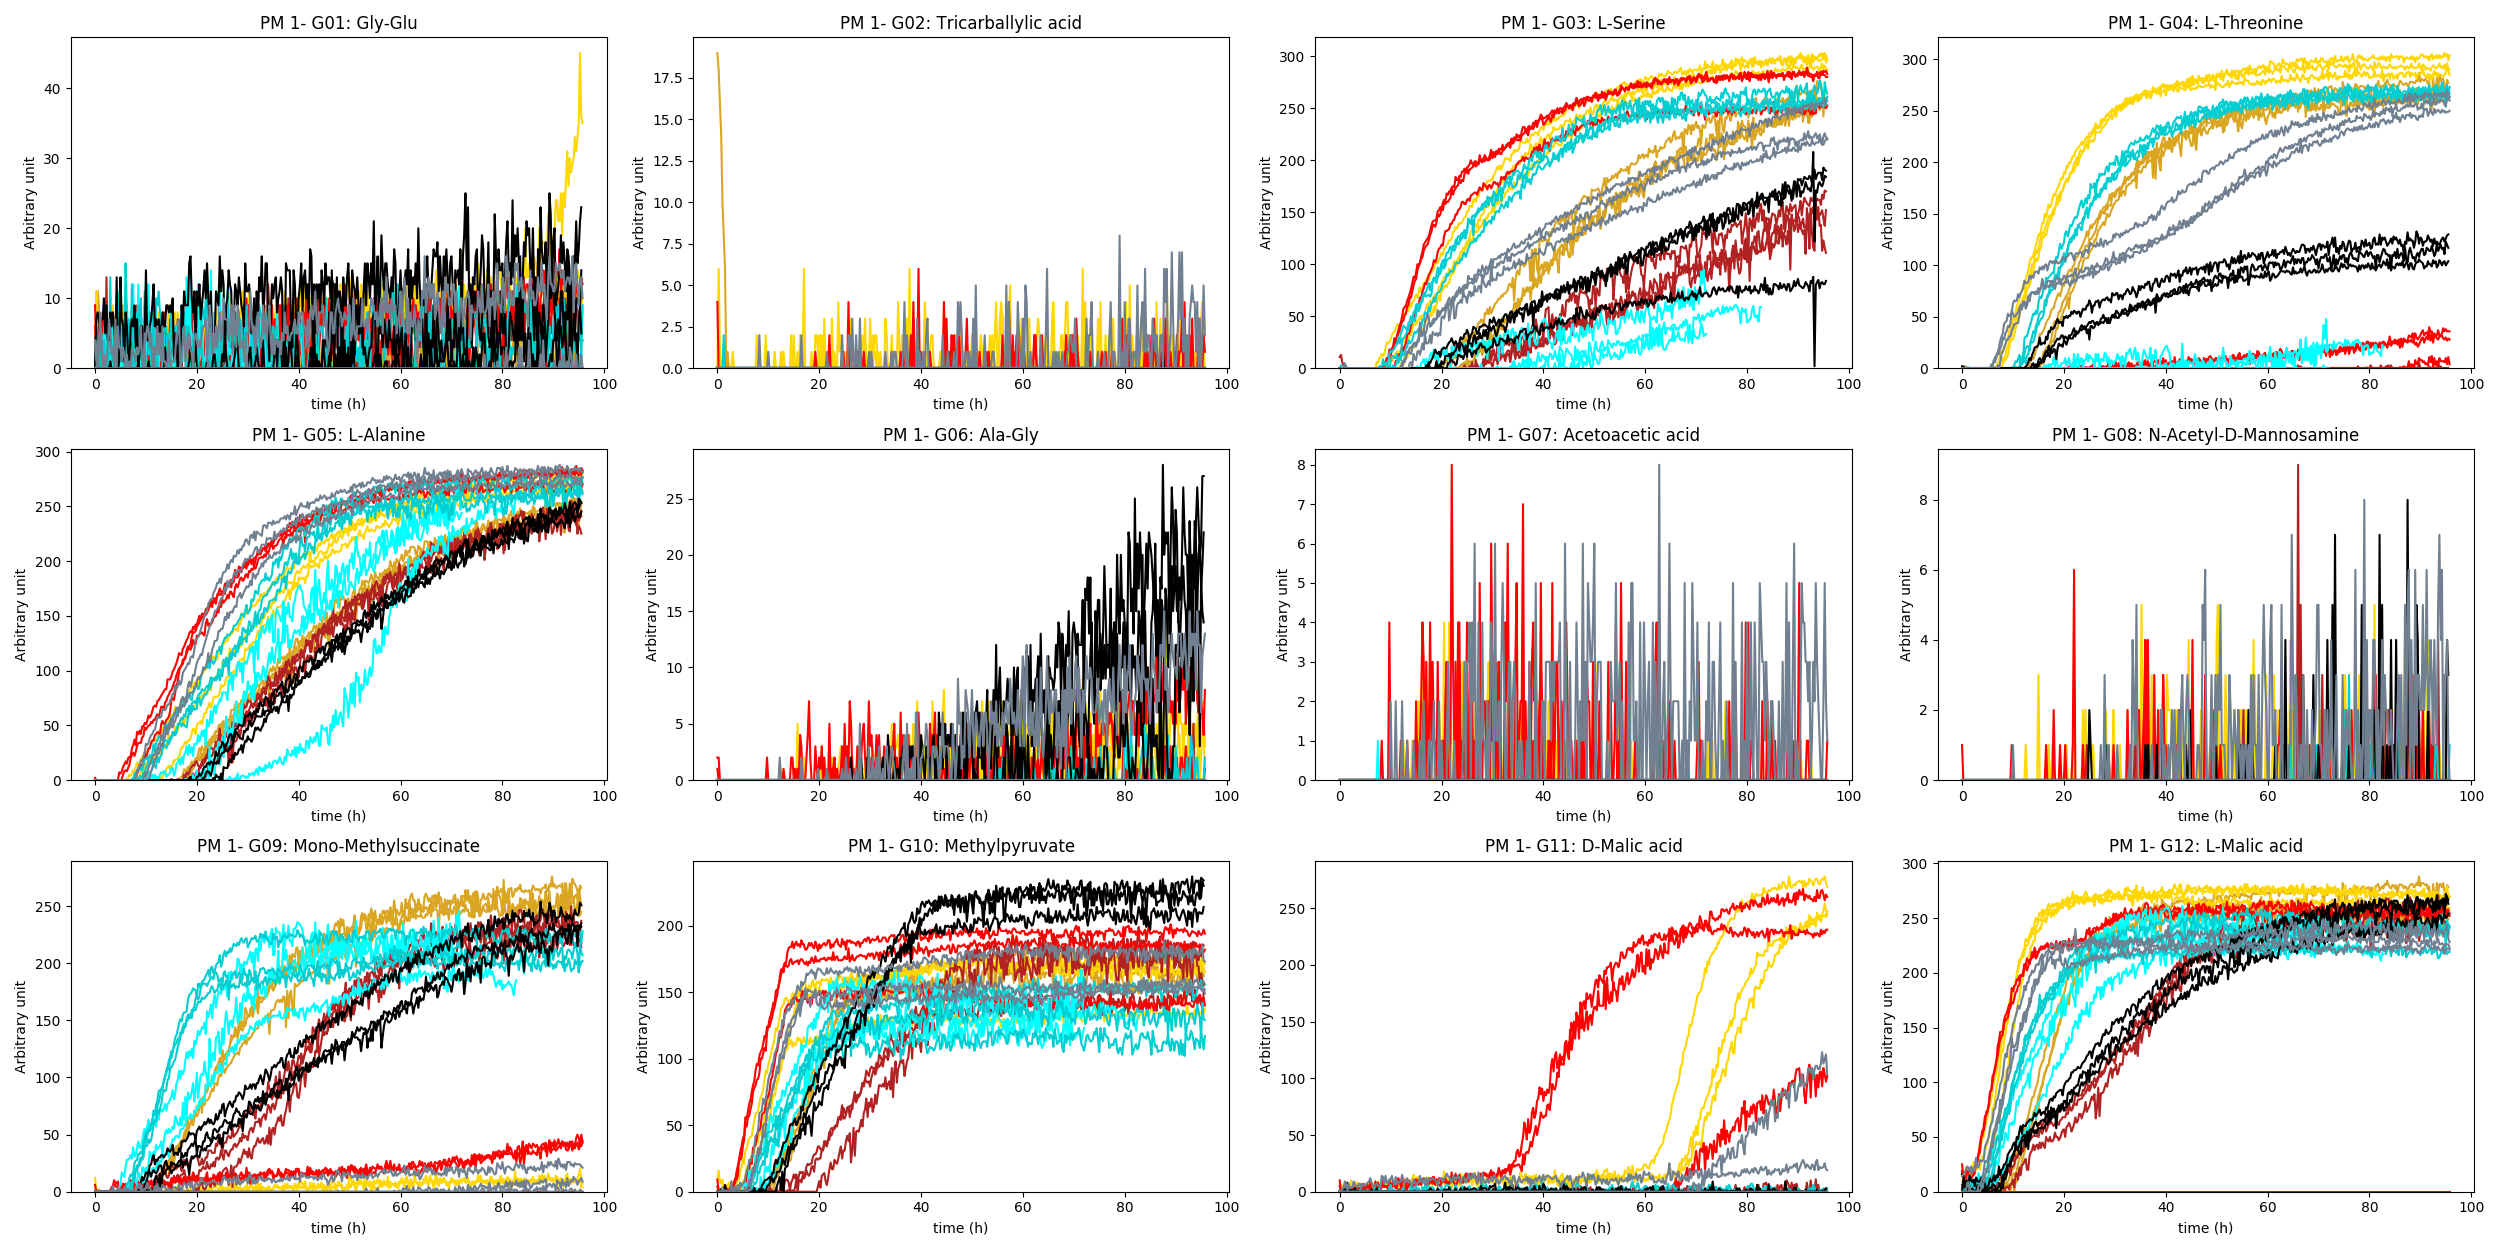 PM 1- G01: Gly-Glu
Arbitrary unit
40
30
20
10
0
0 20 40 60 80 100
time (h)
PM 1- G02: Tricarballylic acid
Arbitrary unit
17.5
15.0
12.5
10.0
7.5
5.0
2.5
0.0
0 20 40 60 80 100
time (h)
PM 1- G03: L-Serine
Arbitrary unit
300
250
200
150
100
50
0
0 20 40 60 80 100
time (h)
PM 1- G04: L-Threonine
Arbitrary unit
300
250
200
150
100
50
0
0 20 40 60 80 100
time (h)
PM 1- G05: L-Alanine
Arbitrary unit
300
250
200
150
100
50
0
0 20 40 60 80 100
time (h)
PM 1- G06: Ala-Gly
Arbitrary unit
25
20
15
10
5
0
0 20 40 60 80 100
time (h)
PM 1- G07: Acetoacetic acid
Arbitrary unit
8
7
6
5
4
3
2
1
0
0 20 40 60 80 100
time (h)
PM 1- G08: N-Acetyl-D-Mannosamine
Arbitrary unit
8
6
4
2
0
0 20 40 60 80 100
time (h)
PM 1- G09: Mono-Methylsuccinate
Arbitrary unit
250
200
150
100
50
0
0 20 40 60 80 100
time (h)
PM 1- G10: Methylpyruvate
Arbitrary unit
200
150
100
50
0
0 20 40 60 80 100
time (h)
PM 1- G11: D-Malic acid
Arbitrary unit
250
200
150
100
50
0
0 20 40 60 80 100
time (h)
PM 1- G12: L-Malic acid
Arbitrary unit
300
250
200
150
100
50
0
0 20 40 60 80 100
time (h)